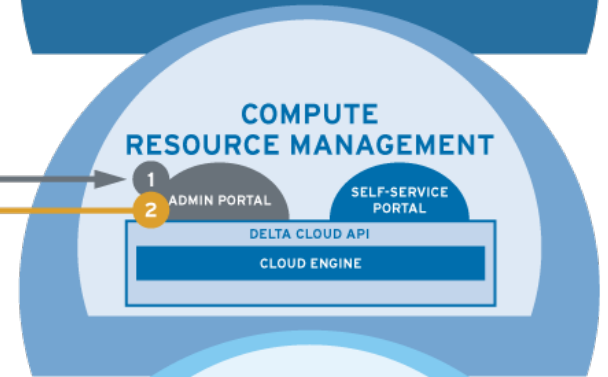 COMPUTE
RESOURCE MANAGEMENT
1
2
ADMIN PORTAL
SELF-SERVICE
PORTAL
DELTA CLOUD API
CLOUD ENGINE